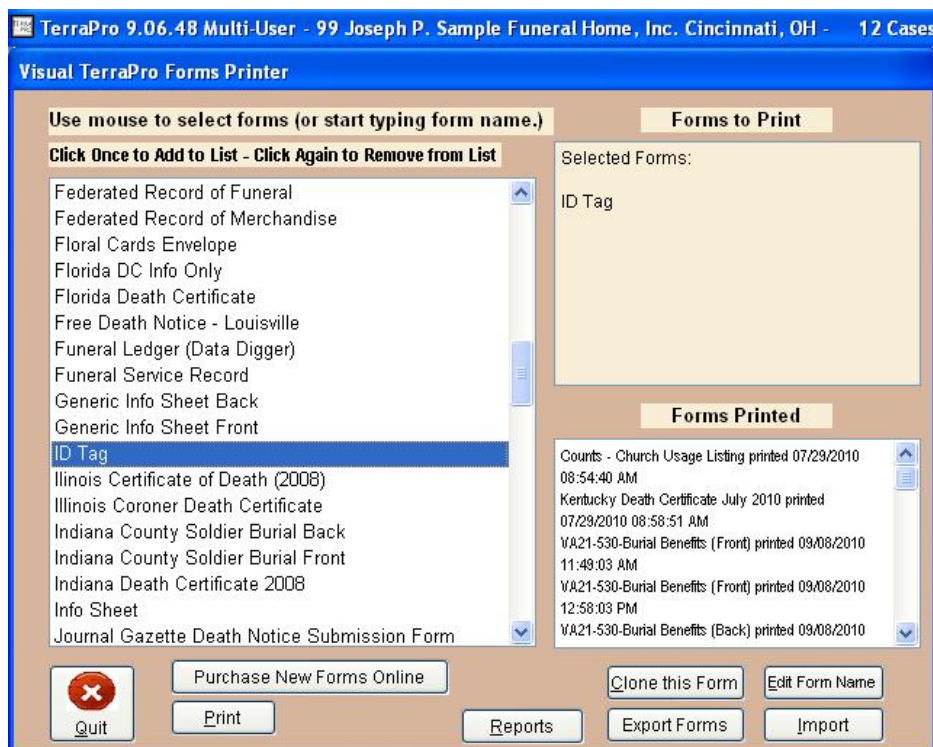 TERRA PRO
TerraPro 9.06.48 Multi-User - 99 Joseph P. Sample Funeral Home, Inc. Cincinnati, OH - 12 Cases
Visual TerraPro Forms Printer
Use mouse to select forms (or start typing form name.)
Click Once to Add to List - Click Again to Remove from List
Federated Record of Funeral
Federated Record of Merchandise
Floral Cards Envelope
Florida DC Info Only
Florida Death Certificate
Free Death Notice - Louisville
Funeral Ledger (Data Digger)
Funeral Service Record
Generic Info Sheet Back
Generic Info Sheet Front
ID Tag
Illinois Certificate of Death (2008)
Illinois Coroner Death Certificate
Indiana County Soldier Burial Back
Indiana County Soldier Burial Front
Indiana Death Certificate 2008
Info Sheet
Journal Gazette Death Notice Submission Form
Forms to Print
Selected Forms:
ID Tag
Forms Printed
Counts - Church Usage Listing printed 07/29/2010
08:54:40 AM
Kentucky Death Certificate July 2010 printed
07/29/2010 08:58:51 AM
VA21-530-Burial Benefits (Front) printed 09/08/2010
11:49:03 AM
VA21-530-Burial Benefits (Front) printed 09/08/2010
12:58:03 PM
VA21-530-Burial Benefits (Back) printed 09/08/2010
Quit
Purchase New Forms Online
Print
Reports
Clone this Form
Edit Form Name
Export Forms
Import